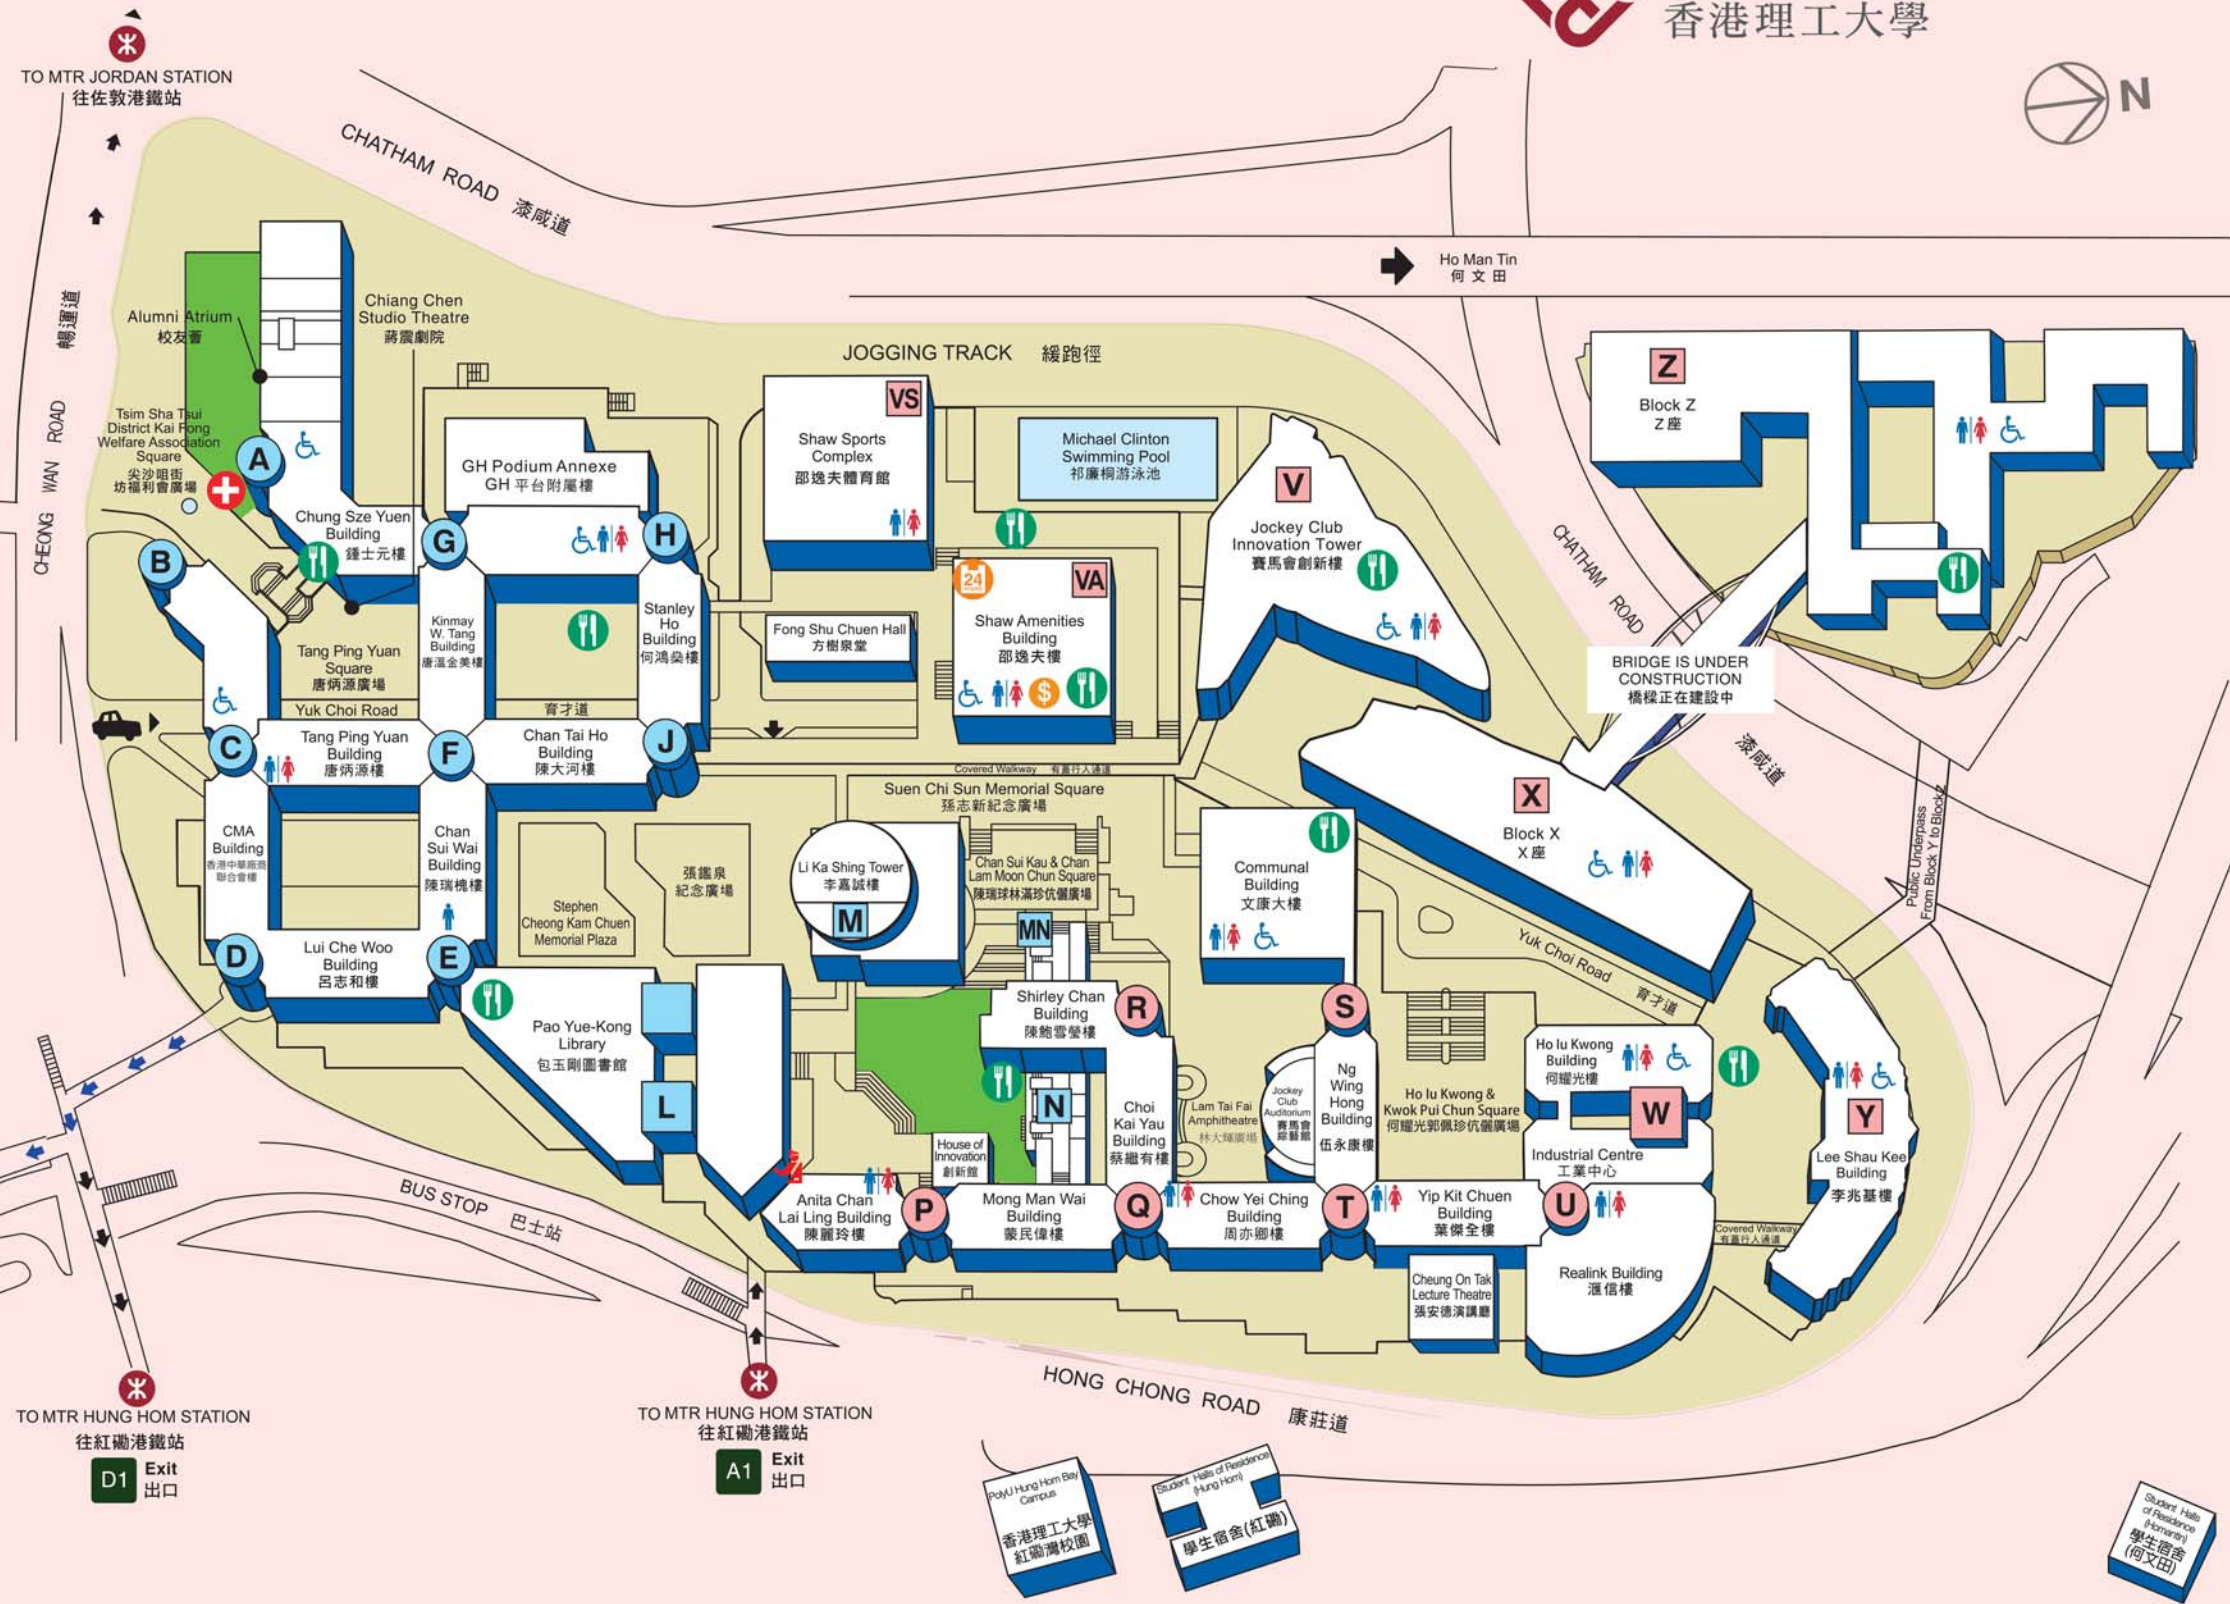 香港理工大學
N
TO MTR JORDAN STATION
往佐敦港鐵站
CHATHAM ROAD 漆咸道
Ho Man Tin
何文田
CHEONG WAN ROAD 暢運道
Alumni Atrium
校友薈
Chiang Chen
Studio Theatre
蔣震劇院
JOGGING TRACK 緩跑徑
Tsim Sha Tsui
District Kai Fong
Welfare Association
Square
尖沙咀街
坊福利會廣場
A
Chung Sze Yuen
Building
鍾士元樓
GH Podium Annexe
GH 平台附屬樓
G
H
B
VS
Shaw Sports
Complex
邵逸夫體育館
Michael Clinton
Swimming Pool
祁廉桐游泳池
V
Jockey Club
Innovation Tower
賽馬會創新樓
Z
Block Z
Z座
CHATHAM ROAD
漆咸道
BRIDGE IS UNDER
CONSTRUCTION
橋樑正在建設中
Kinmay
W. Tang
Building
唐溫金美樓
Stanley
Ho
Building
何鴻燊樓
Fong Shu Chuen Hall
方樹泉堂
24
VA
Shaw Amenities
Building
邵逸夫樓
$
Tang Ping Yuan
Square
唐炳源廣場
Yuk Choi Road
育才道
C
Tang Ping Yuan
Building
唐炳源樓
F
Chan Tai Ho
Building
陳大河樓
J
Covered Walkway 有蓋行人通道
Suen Chi Sun Memorial Square
孫志新紀念廣場
X
Block X
X座
Public Underpass
From Block Y to Block Z
CMA
Building
香港中華廠商
聯合會樓
Chan
Sui Wai
Building
陳瑞槐樓
Stephen
Cheong Kam Chuen
Memorial Plaza
張鑑泉
紀念廣場
Li Ka Shing Tower
李嘉誠樓
M
Chan Sui Kau & Chan
Lam Moon Chun Square
陳瑞球林滿珍伉儷廣場
MN
Communal
Building
文康大樓
Yuk Choi Road 育才道
D
Lui Che Woo
Building
呂志和樓
E
Pao Yue-Kong
Library
包玉剛圖書館
L
Shirley Chan
Building
陳鮑雪瑩樓
R
S
N
Choi
Kai Yau
Building
蔡繼有樓
Lam Tai Fai
Amphitheatre
林大輝廣場
Jockey
Club
Auditorium
賽馬會
綜藝館
Ng
Wing
Hong
Building
伍永康樓
Ho Iu Kwong &
Kwok Pui Chun Square
何耀光郭佩珍伉儷廣場
Ho Iu Kwong
Building
何耀光樓
W
Industrial Centre
工業中心
Y
Lee Shau Kee
Building
李兆基樓
House of
Innovation
創新館
Anita Chan
Lai Ling Building
陳麗玲樓
P
Mong Man Wai
Building
蒙民偉樓
Q
Chow Yei Ching
Building
周亦卿樓
T
Yip Kit Chuen
Building
葉傑全樓
U
Covered Walkway
有蓋行人通道
Cheung On Tak
Lecture Theatre
張安德演講廳
Realink Building
滙信樓
BUS STOP 巴士站
HONG CHONG ROAD 康莊道
TO MTR HUNG HOM STATION
往紅磡港鐵站
D1 Exit
出口
TO MTR HUNG HOM STATION
往紅磡港鐵站
A1 Exit
出口
PolyU Hung Hom Bay
Campus
香港理工大學
紅磡灣校園
Student Halls of Residence
(Hung Hom)
學生宿舍(紅磡)
Student Halls
of Residence
(Homantin)
學生宿舍
(何文田)